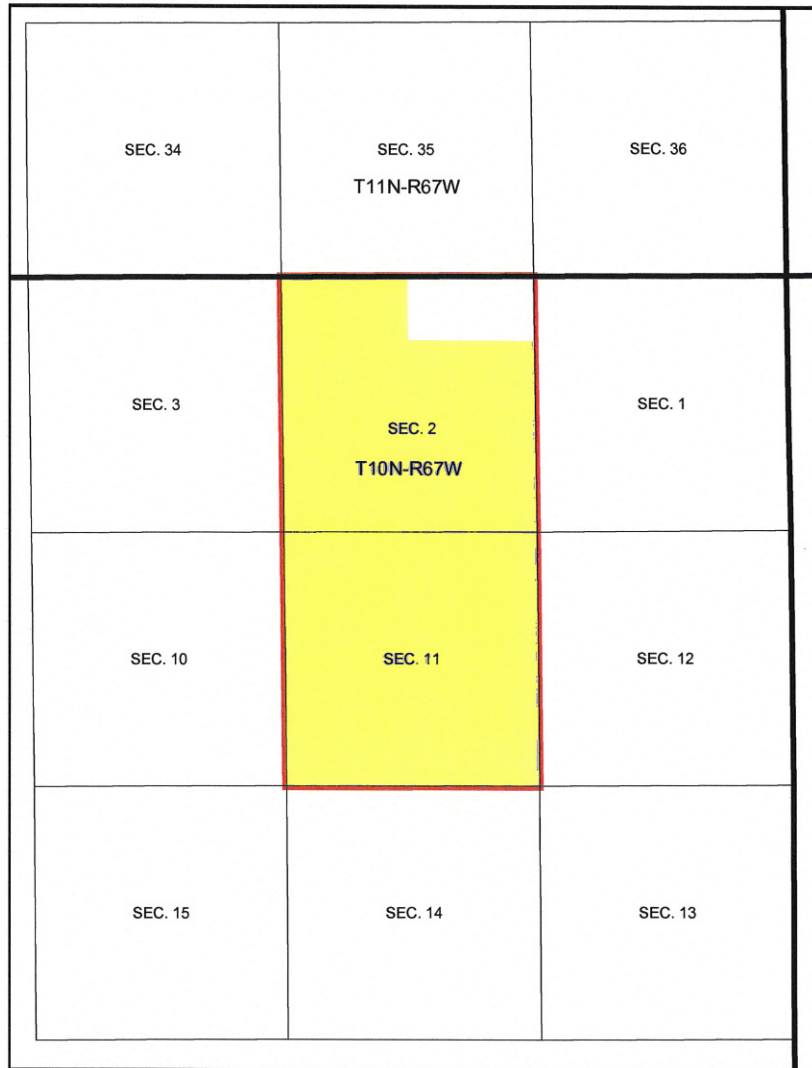 SEC. 34
SEC. 35
SEC. 36
T11N-R67W
SEC. 3
SEC. 2
SEC. 1
T10N-R67W
SEC. 10
SEC. 11
SEC. 12
SEC. 15
SEC. 14
SEC. 13